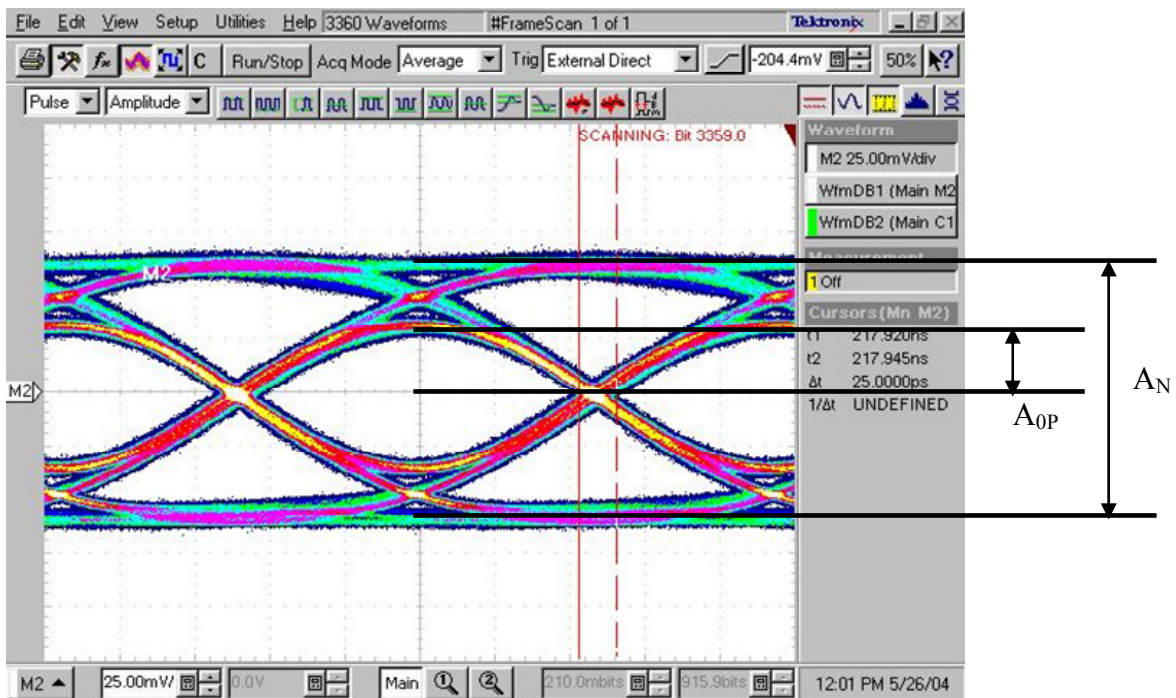 File Edit View Setup Utilities Help 3360 Waveforms #FrameScan 1 of 1 Tektronix
C Run/Stop Acq Mode Average Trig External Direct -204.4mV 50%
Pulse Amplitude
SCANNING: Bit 3359.0
Waveform
M2 25.00mV/div
WfmDB1 (Main M2
WfmDB2 (Main C1
M2
Measurement
1 Off
Cursors(Mn M2)
t1 217.920ns
t2 217.945ns
Δt 25.0000ps
1/Δt UNDEFINED
M2
A0P
AN
M2 25.00mV/ 0.0V Main 1 2 210.0mbits 915.9bits 12:01 PM 5/26/04